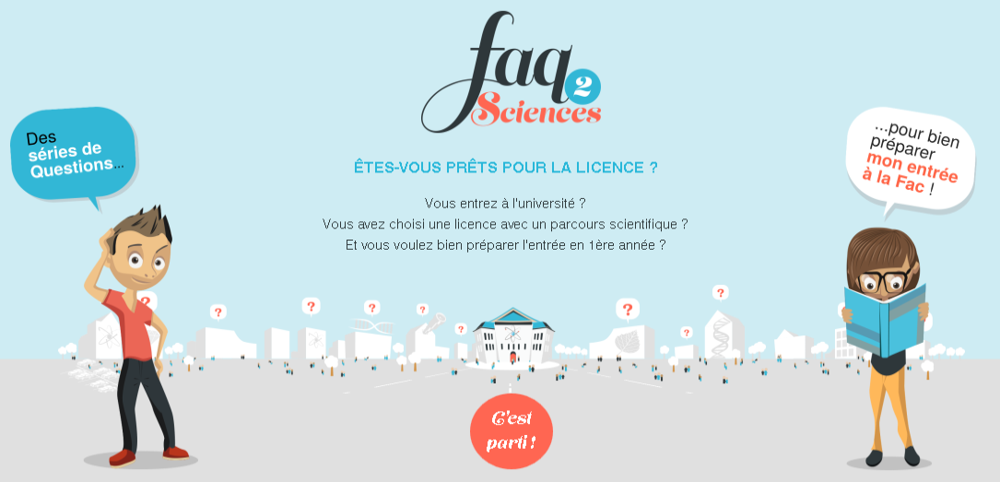 faq
2
Sciences
Des
séries de
Questions...
...pour bien
préparer
mon entrée
à la Fac !
ÊTES-VOUS PRÊTS POUR LA LICENCE ?
Vous entrez à l'université ?
Vous avez choisi une licence avec un parcours scientifique ?
Et vous voulez bien préparer l'entrée en 1ère année ?
?
?
?
?
?
?
?
?
?
C'est
parti !